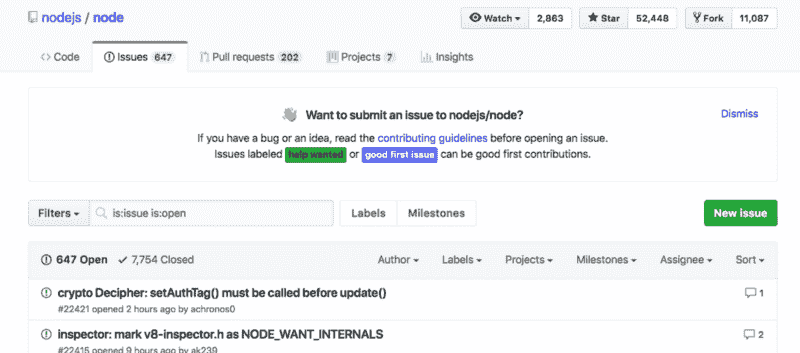 nodejs / node
Watch 2,863 Star 52,448 Fork 11,087
Code Issues 647 Pull requests 202 Projects 7 Insights
Want to submit an issue to nodejs/node?
Dismiss
If you have a bug or an idea, read the contributing guidelines before opening an issue.
Issues labeled help wanted or good first issue can be good first contributions.
Filters is:issue is:open Labels Milestones New issue
647 Open 7,754 Closed Author Labels Projects Milestones Assignee Sort
crypto Decipher: setAuthTag() must be called before update() 1
#22421 opened 2 hours ago by achronos0
inspector: mark v8-inspector.h as NODE_WANT_INTERNALS 2
#22415 opened 9 hours ago by ak239